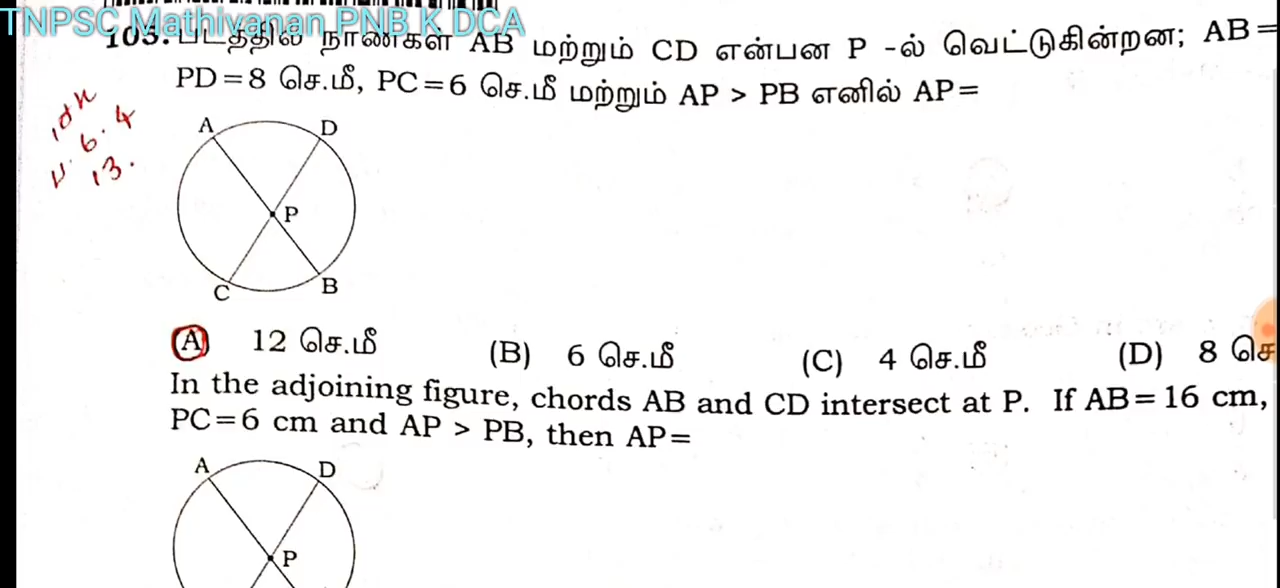 TNPSC Mathivanan PNB K DCA
105. படத்தில் நாண்கள் AB மற்றும் CD என்பன P -ல் வெட்டுகின்றன; AB=
PD=8 செ.மீ, PC=6 செ.மீ மற்றும் AP > PB எனில் AP=
10th
வ. 6.4
13.
A D
P
C B
(A) 12 செ.மீ (B) 6 செ.மீ (C) 4 செ.மீ (D) 8 செ
In the adjoining figure, chords AB and CD intersect at P. If AB=16 cm,
PC=6 cm and AP > PB, then AP=
A D
P